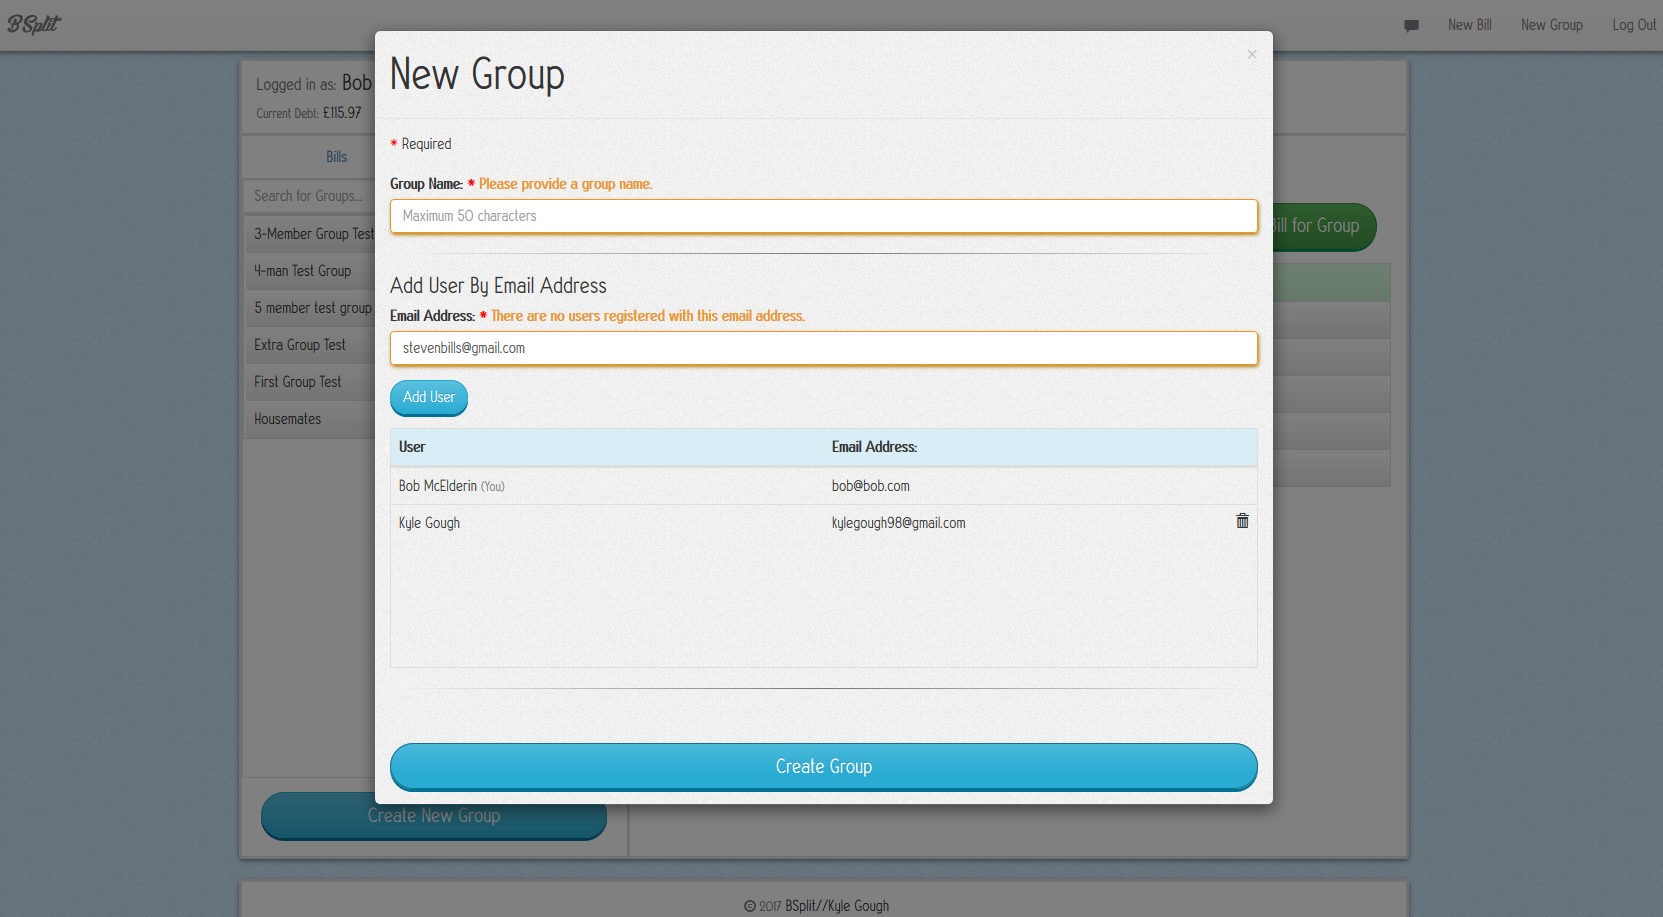 BSplit
New Bill
New Group
Log Out
Logged in as: Bob
Current Debt: £115.97
Bills
Search for Groups...
3-Member Group Test
4-man Test Group
5 member test group
Extra Group Test
First Group Test
Housemates
Create New Group
Bill for Group
New Group
×
* Required
Group Name: * Please provide a group name.
Maximum 50 characters
Add User By Email Address
Email Address: * There are no users registered with this email address.
stevenbills@gmail.com
Add User
User Email Address:
Bob McElderin (You) bob@bob.com
Kyle Gough kylegough98@gmail.com
Create Group
© 2017 BSplit//Kyle Gough